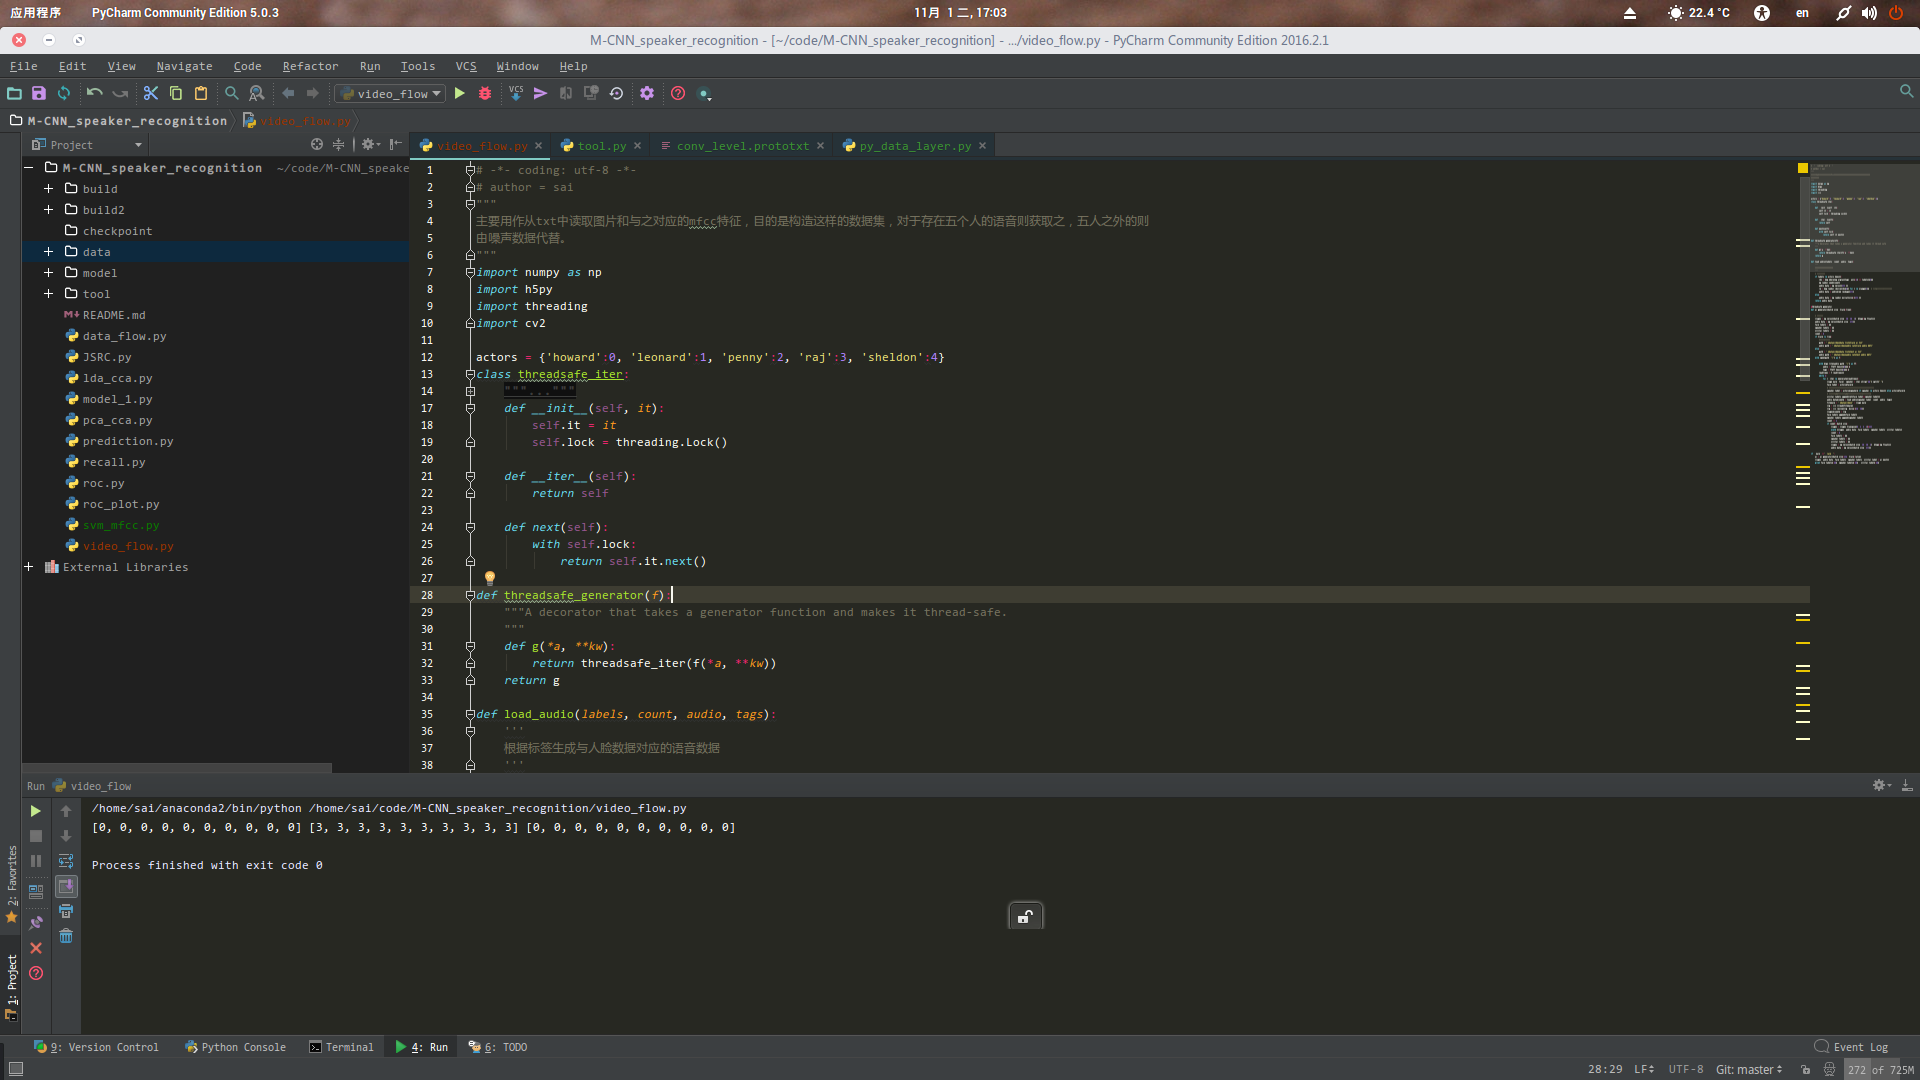 应用程序 PyCharm Community Edition 5.0.3 11月 1 二, 17:03 22.4 °C en
M-CNN_speaker_recognition - [~/code/M-CNN_speaker_recognition] - .../video_flow.py - PyCharm Community Edition 2016.2.1
File Edit View Navigate Code Refactor Run Tools VCS Window Help
video_flow VCS
M-CNN_speaker_recognition video_flow.py
Project video_flow.py tool.py conv_level.prototxt py_data_layer.py
M-CNN_speaker_recognition ~/code/M-CNN_speake
build
build2
checkpoint
data
model
tool
README.md
data_flow.py
JSRC.py
lda_cca.py
model_1.py
pca_cca.py
prediction.py
recall.py
roc.py
roc_plot.py
svm_mfcc.py
video_flow.py
External Libraries
1 # -*- coding: utf-8 -*-
2 # author = sai
3 """
4 主要用作从txt中读取图片和与之对应的mfcc特征，目的是构造这样的数据集，对于存在五个人的语音则获取之，五人之外的则
5 由噪声数据代替。
6 """
7 import numpy as np
8 import h5py
9 import threading
10 import cv2
11
12 actors = {'howard':0, 'leonard':1, 'penny':2, 'raj':3, 'sheldon':4}
13 class threadsafe_iter:
14 """..."""
17 def __init__(self, it):
18 self.it = it
19 self.lock = threading.Lock()
20
21 def __iter__(self):
22 return self
23
24 def next(self):
25 with self.lock:
26 return self.it.next()
27
28 def threadsafe_generator(f):
29 """A decorator that takes a generator function and makes it thread-safe.
30 """
31 def g(*a, **kw):
32 return threadsafe_iter(f(*a, **kw))
33 return g
34
35 def load_audio(labels, count, audio, tags):
36 '''
37 根据标签生成与人脸数据对应的语音数据
38 '''
Run video_flow
/home/sai/anaconda2/bin/python /home/sai/code/M-CNN_speaker_recognition/video_flow.py
[0, 0, 0, 0, 0, 0, 0, 0, 0, 0] [3, 3, 3, 3, 3, 3, 3, 3, 3, 3] [0, 0, 0, 0, 0, 0, 0, 0, 0, 0]
Process finished with exit code 0
2: Favorites
1: Project
9: Version Control Python Console Terminal 4: Run 6: TODO Event Log
28:29 LF UTF-8 Git: master 272 of 725M